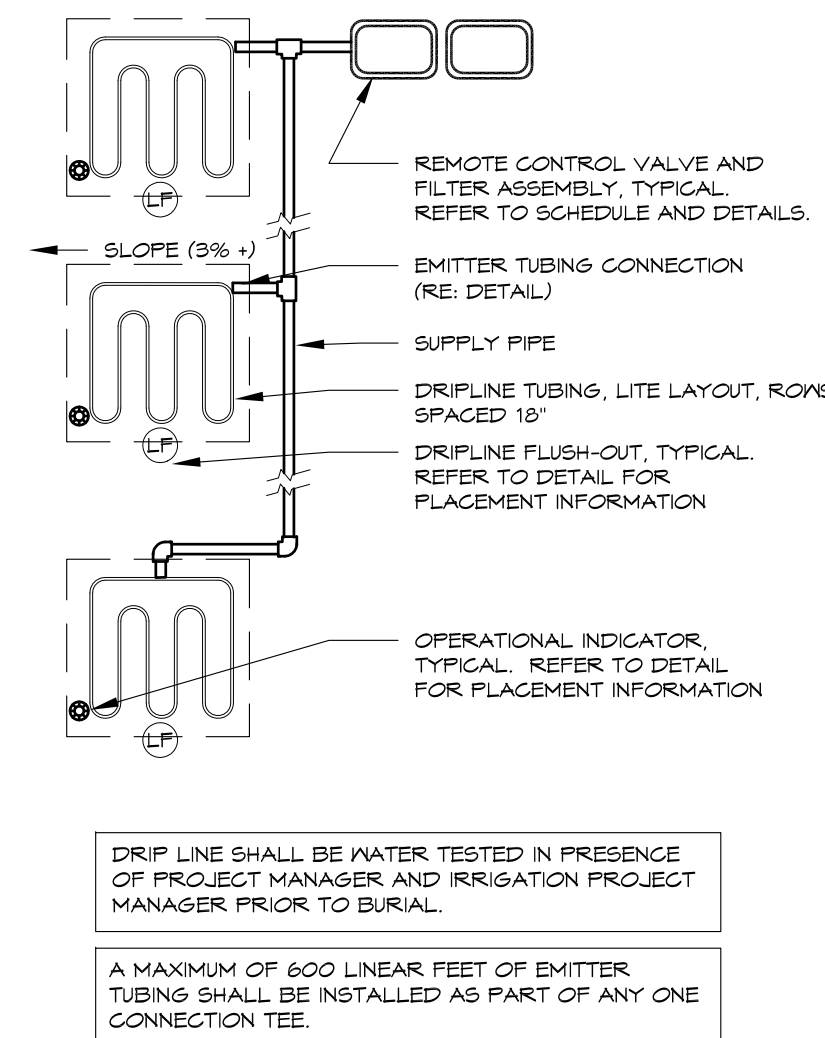 REMOTE CONTROL VALVE AND
FILTER ASSEMBLY, TYPICAL.
REFER TO SCHEDULE AND DETAILS.
LF
SLOPE (3% +)
EMITTER TUBING CONNECTION
(RE: DETAIL)
SUPPLY PIPE
DRIPLINE TUBING, LITE LAYOUT, ROWS
SPACED 18"
LF
DRIPLINE FLUSH-OUT, TYPICAL.
REFER TO DETAIL FOR
PLACEMENT INFORMATION
OPERATIONAL INDICATOR,
TYPICAL. REFER TO DETAIL
FOR PLACEMENT INFORMATION
LF
DRIP LINE SHALL BE WATER TESTED IN PRESENCE
OF PROJECT MANAGER AND IRRIGATION PROJECT
MANAGER PRIOR TO BURIAL.
A MAXIMUM OF 600 LINEAR FEET OF EMITTER
TUBING SHALL BE INSTALLED AS PART OF ANY ONE
CONNECTION TEE.